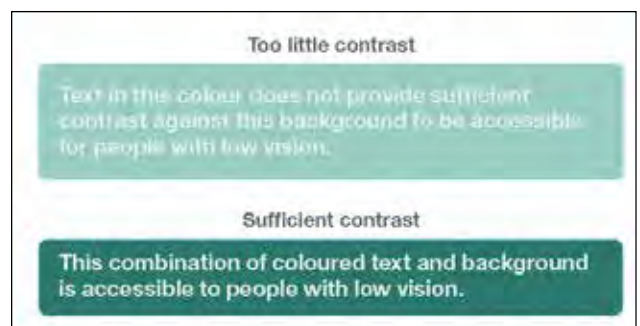 Too little contrast
Text in this colour does not provide sufficient
contrast against this background to be accessible
for people with low vision.
Sufficient contrast
This combination of coloured text and background
is accessible to people with low vision.